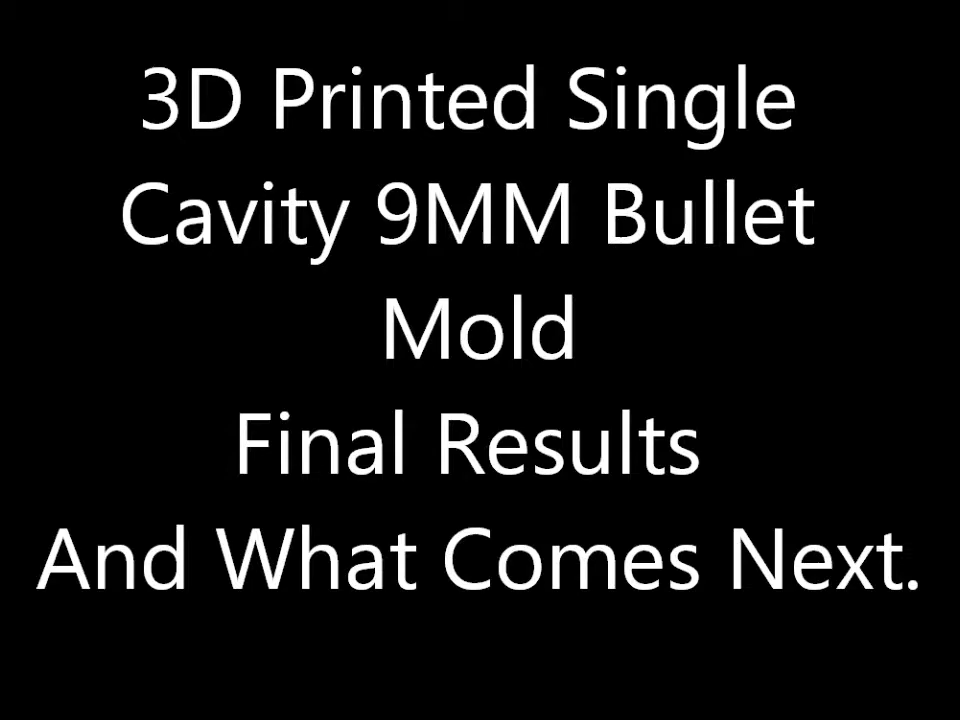 3D Printed Single
Cavity 9MM Bullet
Mold
Final Results
And What Comes Next.